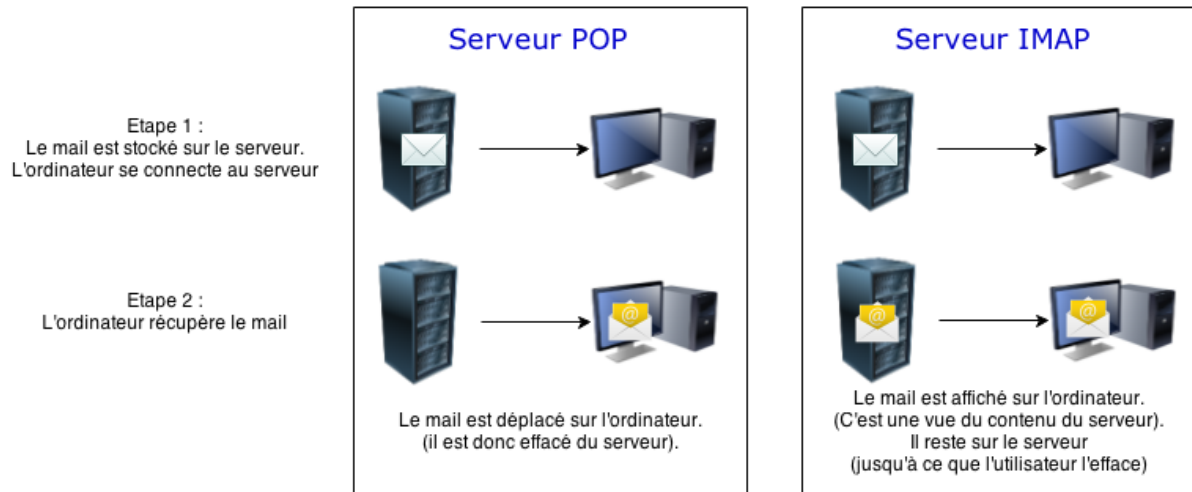 Serveur POP
Serveur IMAP
Etape 1 :
Le mail est stocké sur le serveur.
L'ordinateur se connecte au serveur
Etape 2 :
L'ordinateur récupère le mail
@
@
@
Le mail est déplacé sur l'ordinateur.
(il est donc effacé du serveur).
Le mail est affiché sur l'ordinateur.
(C'est une vue du contenu du serveur).
Il reste sur le serveur
(jusqu'à ce que l'utilisateur l'efface)